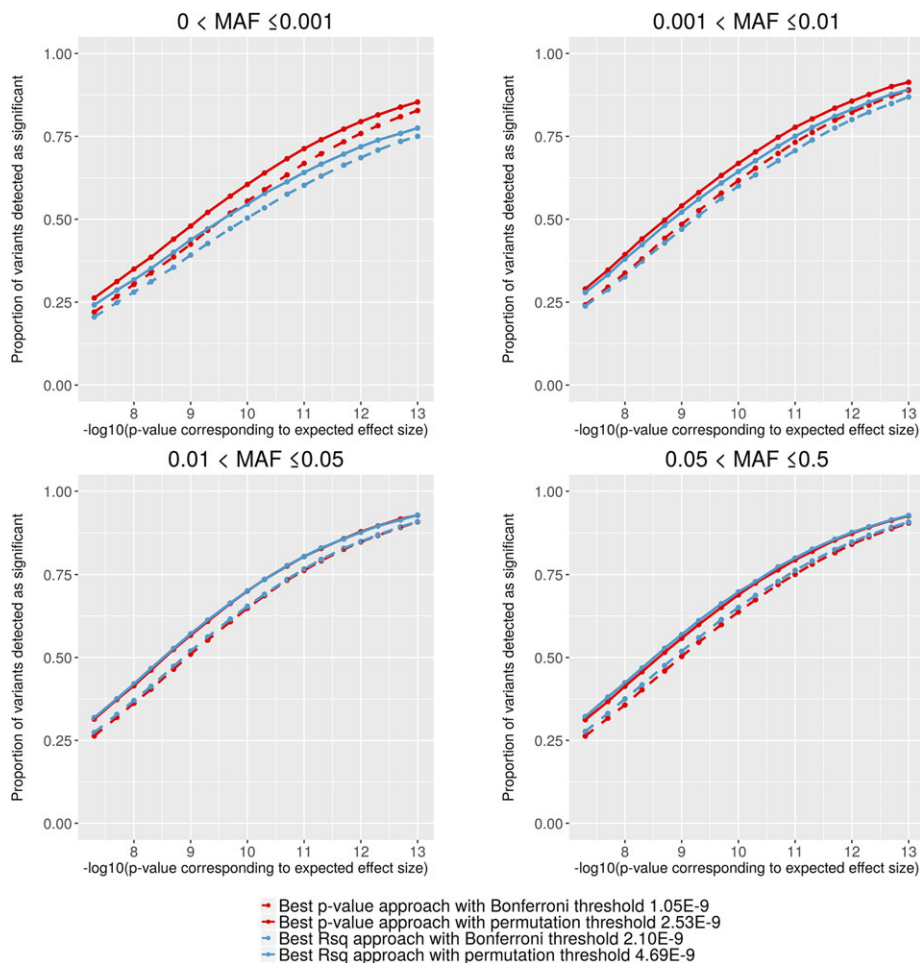 0 < MAF ≤0.001
0.001 < MAF ≤0.01
Proportion of variants detected as significant
1.00
0.75
0.50
0.25
0.00
8 9 10 11 12 13
-log10(p-value corresponding to expected effect size)
Proportion of variants detected as significant
1.00
0.75
0.50
0.25
0.00
8 9 10 11 12 13
-log10(p-value corresponding to expected effect size)
0.01 < MAF ≤0.05
0.05 < MAF ≤0.5
Proportion of variants detected as significant
1.00
0.75
0.50
0.25
0.00
8 9 10 11 12 13
-log10(p-value corresponding to expected effect size)
Proportion of variants detected as significant
1.00
0.75
0.50
0.25
0.00
8 9 10 11 12 13
-log10(p-value corresponding to expected effect size)
Best p-value approach with Bonferroni threshold 1.05E-9
Best p-value approach with permutation threshold 2.53E-9
Best Rsq approach with Bonferroni threshold 2.10E-9
Best Rsq approach with permutation threshold 4.69E-9